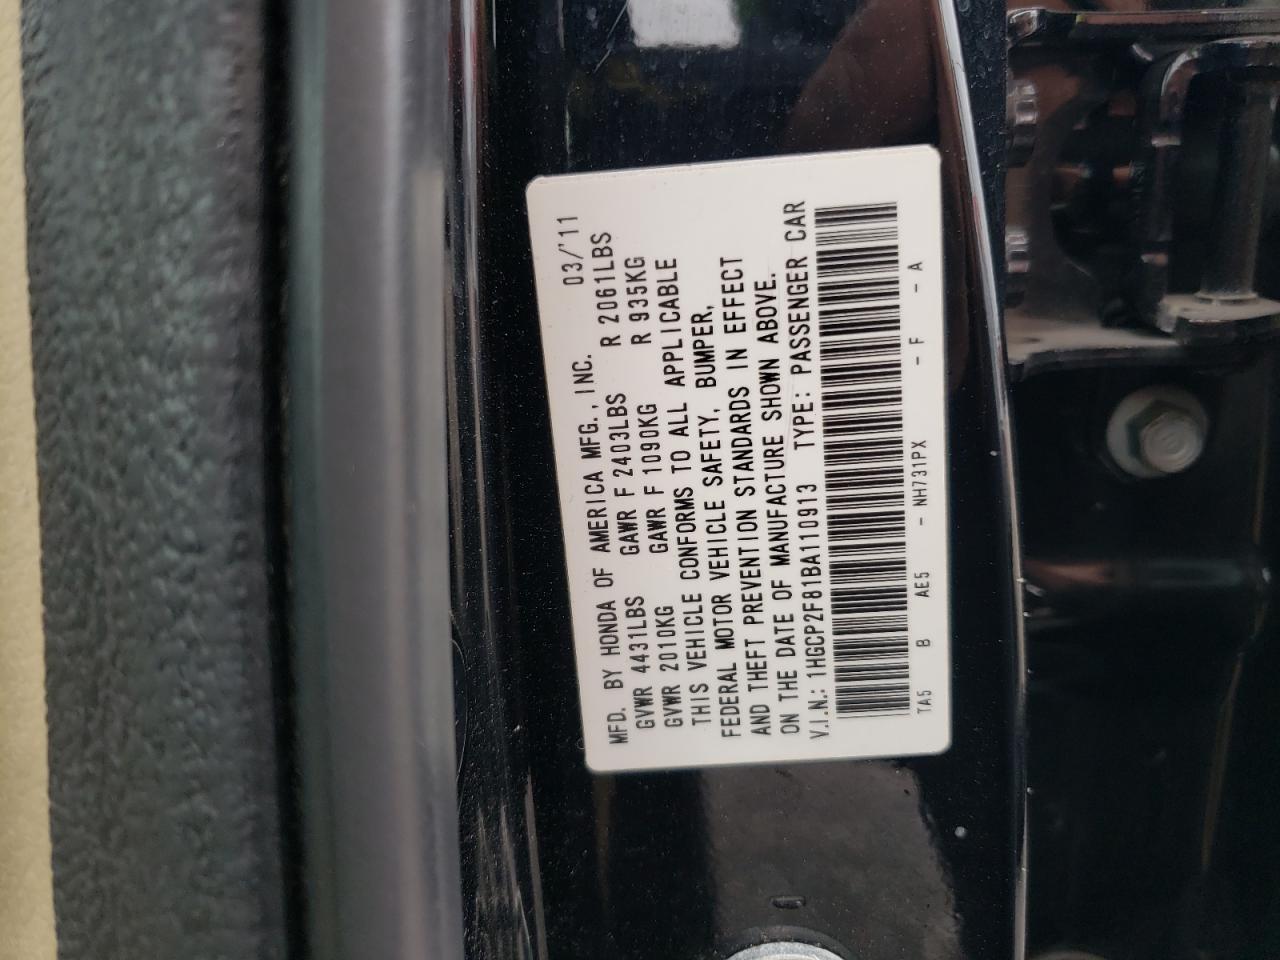 MFD. BY HONDA OF AMERICA MFG., INC. 03/'11
GVWR 4431LBS GAWR F 2403LBS R 2061LBS
GVWR 2010KG GAWR F 1090KG R 935KG
THIS VEHICLE CONFORMS TO ALL APPLICABLE
FEDERAL MOTOR VEHICLE SAFETY, BUMPER,
AND THEFT PREVENTION STANDARDS IN EFFECT
ON THE DATE OF MANUFACTURE SHOWN ABOVE.
V.I.N.: 1HGCP2F81BA110913 TYPE: PASSENGER CAR
TA5 B AE5 - NH731PX - F - A